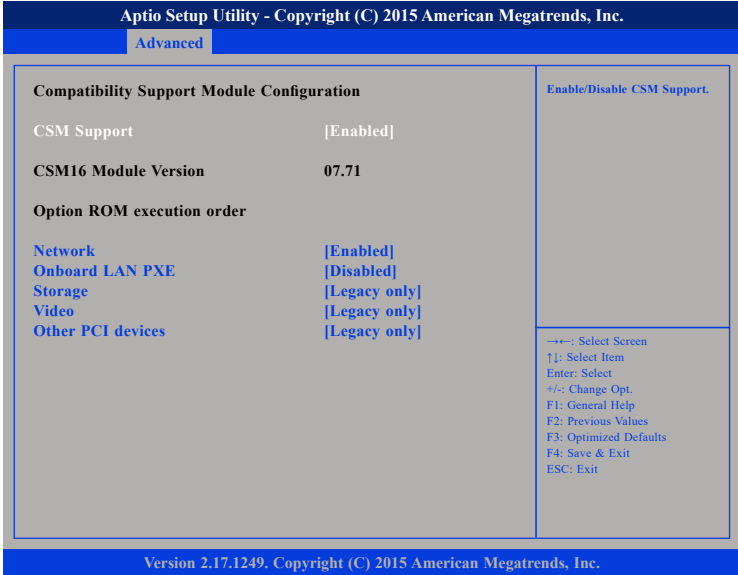 Aptio Setup Utility - Copyright (C) 2015 American Megatrends, Inc.
Advanced
Compatibility Support Module Configuration
CSM Support [Enabled]
CSM16 Module Version 07.71
Option ROM execution order
Network [Enabled]
Onboard LAN PXE [Disabled]
Storage [Legacy only]
Video [Legacy only]
Other PCI devices [Legacy only]
Enable/Disable CSM Support.
→←: Select Screen
↑↓: Select Item
Enter: Select
+/-: Change Opt.
F1: General Help
F2: Previous Values
F3: Optimized Defaults
F4: Save & Exit
ESC: Exit
Version 2.17.1249. Copyright (C) 2015 American Megatrends, Inc.